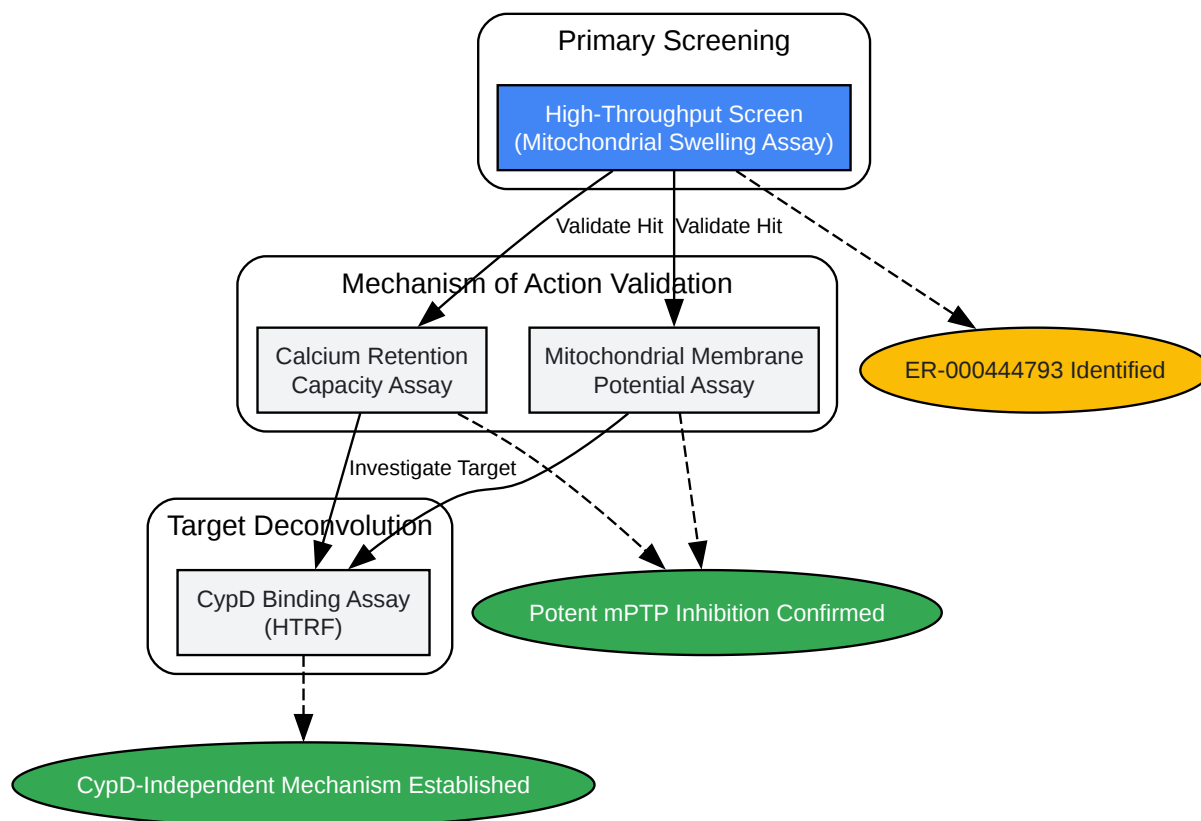 Primary Screening
High-Throughput Screen
(Mitochondrial Swelling Assay)
Validate Hit
Validate Hit
Mechanism of Action Validation
Calcium Retention
Capacity Assay
Mitochondrial Membrane
Potential Assay
ER-000444793 Identified
Investigate Target
Target Deconvolution
CypD Binding Assay
(HTRF)
Potent mPTP Inhibition Confirmed
CypD-Independent Mechanism Established